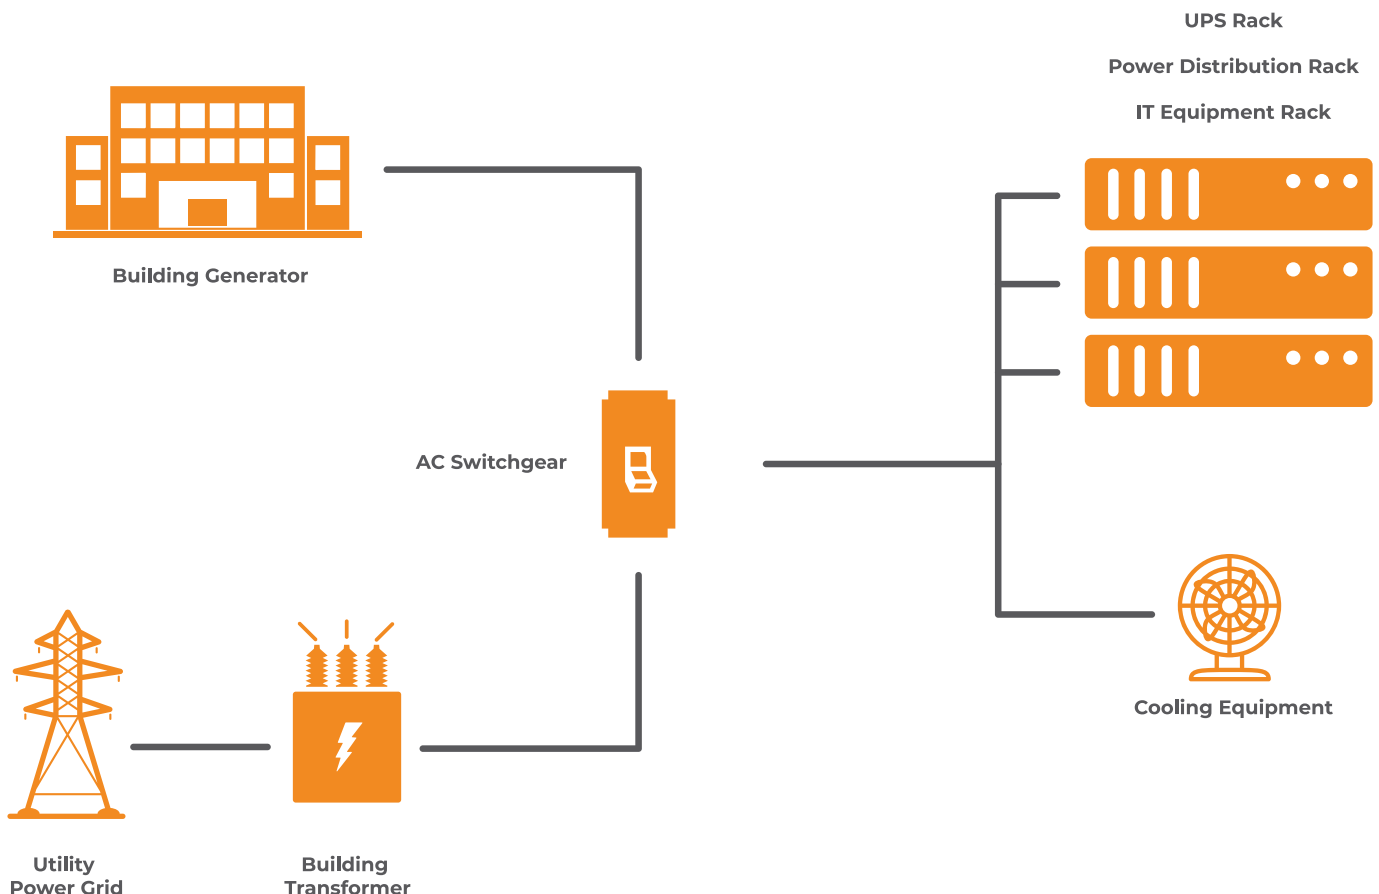 UPS Rack
Power Distribution Rack
IT Equipment Rack
Building Generator
AC Switchgear
Cooling Equipment
Utility
Power Grid
Building
Transformer